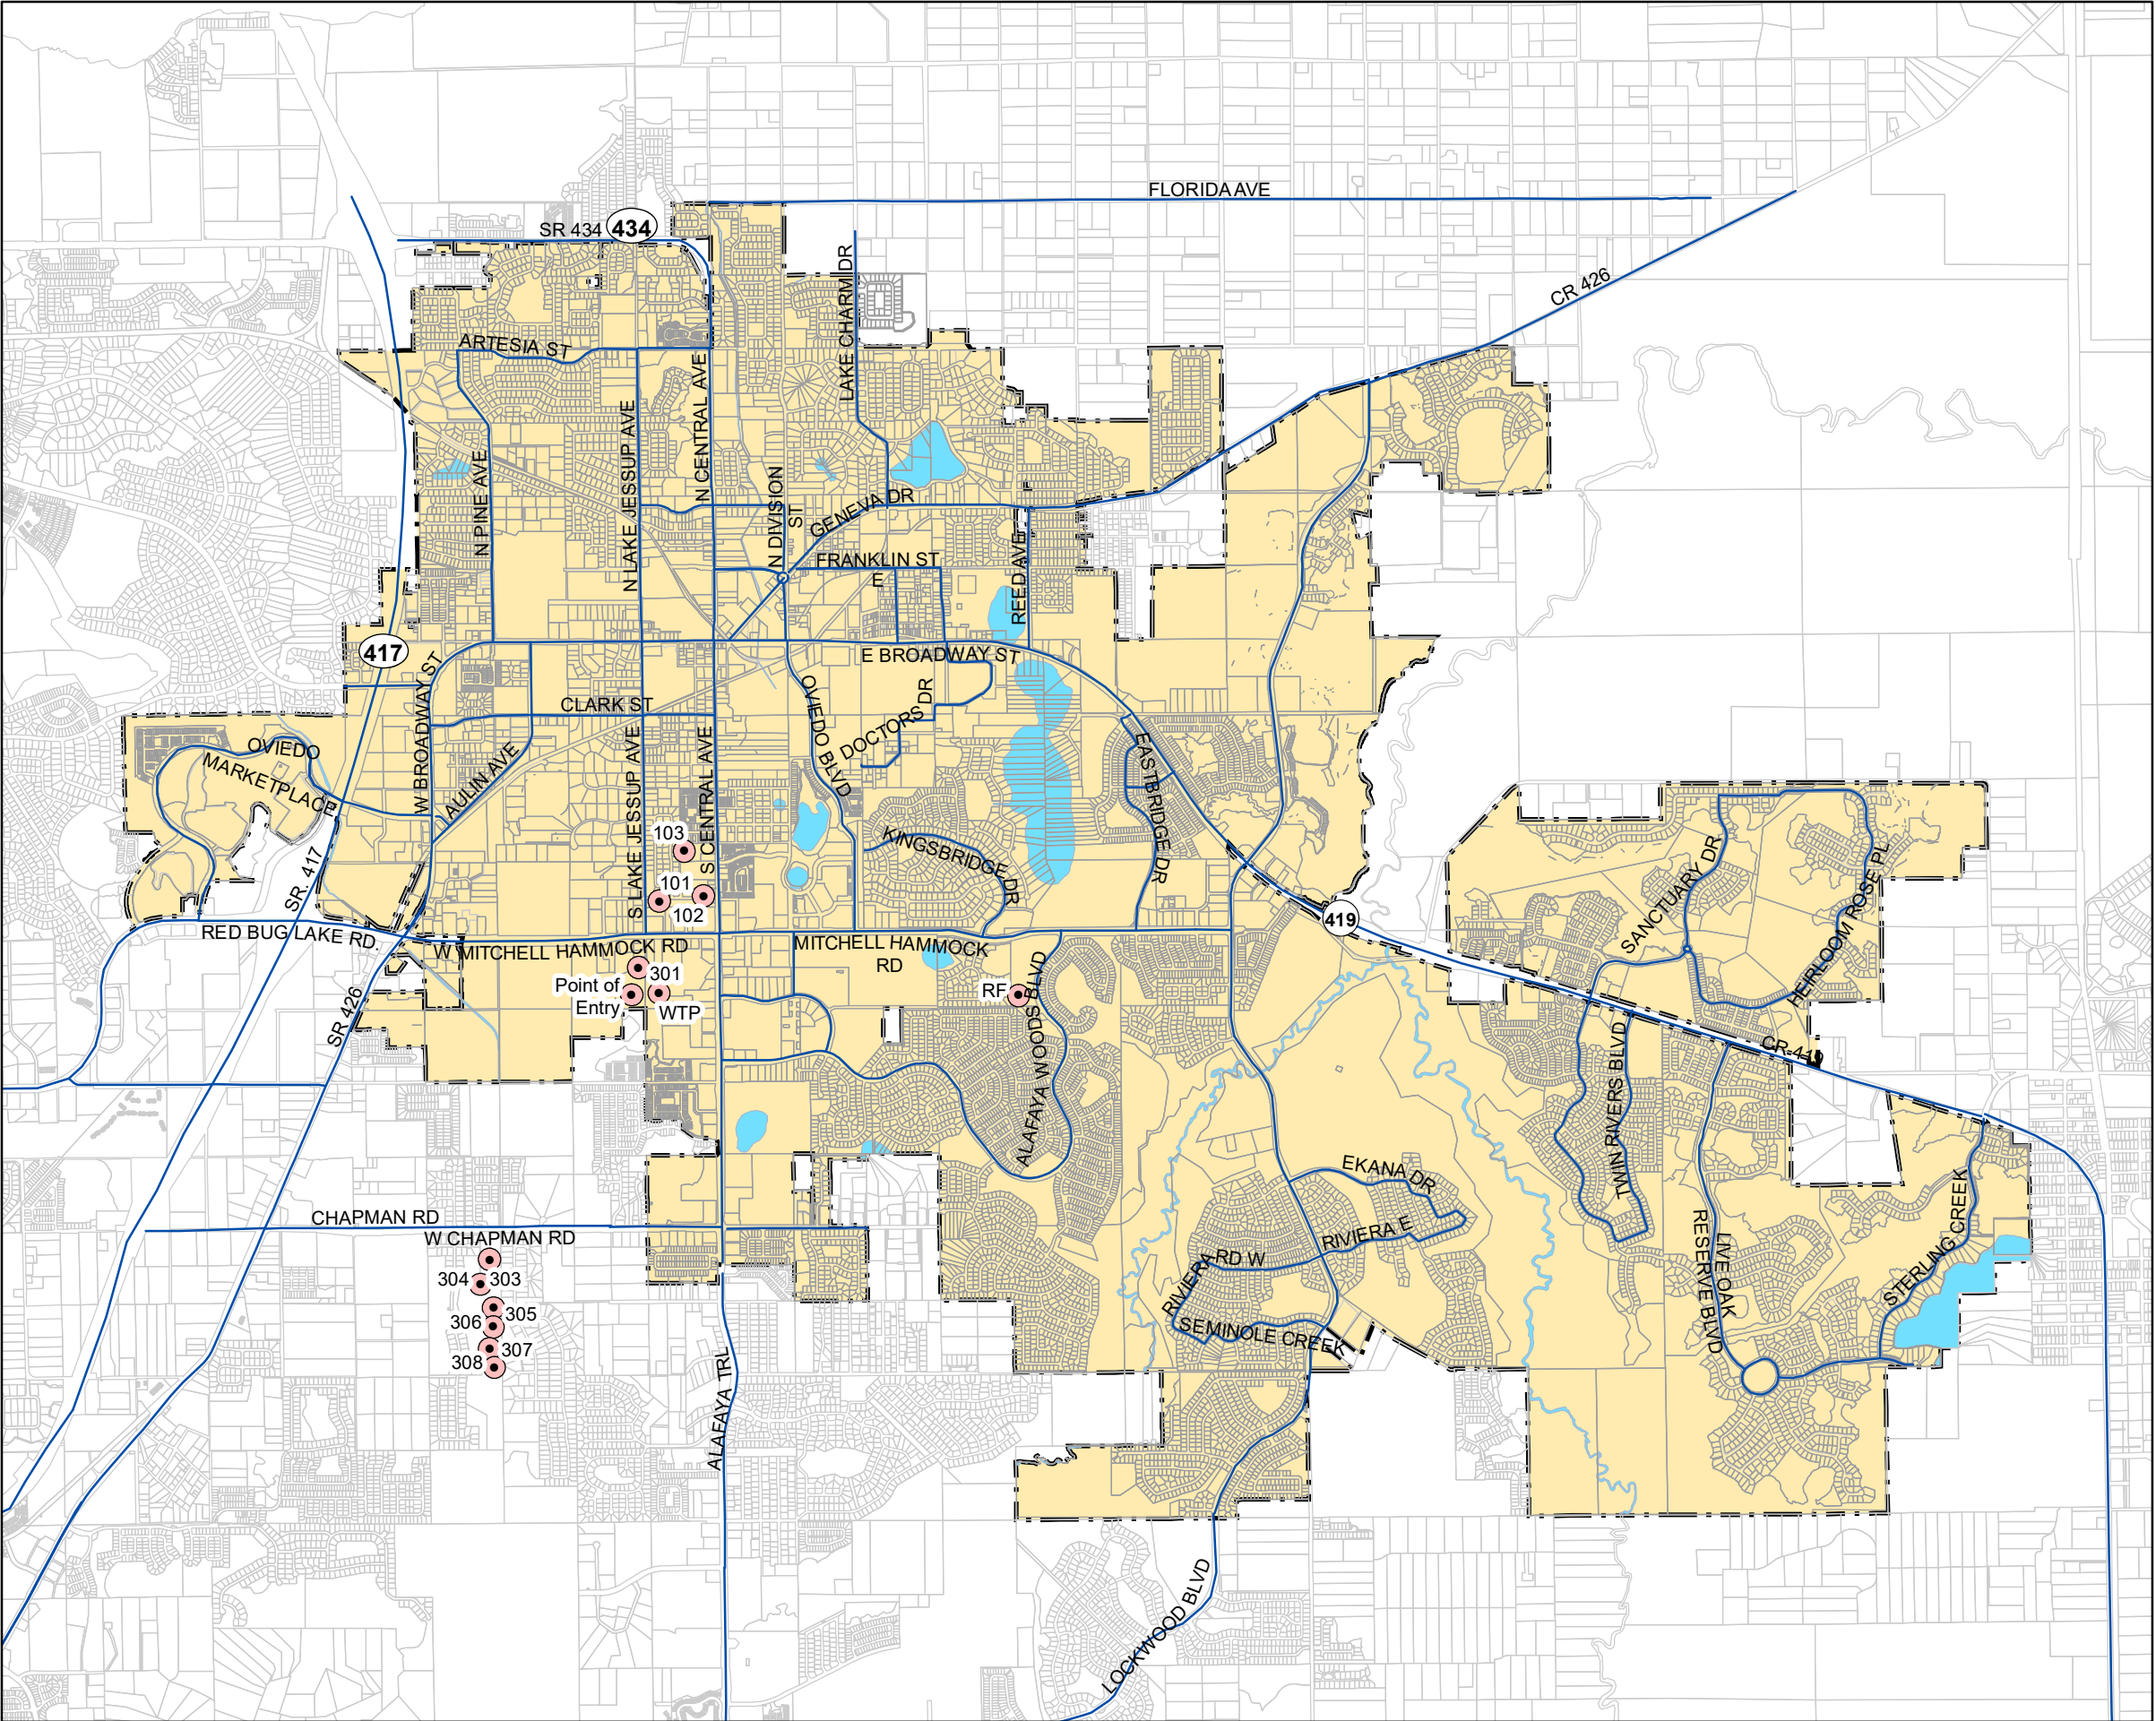 FLORIDA AVE
SR 434
434
LAKE CHARM DR
CR 426
ARTESIA ST
N CENTRAL AVE
N LAKE JESSUP AVE
N PINE AVE
N DIVISION
ST
GENEVA DR
FRANKLIN ST
E
REED AVE
417
E BROADWAY ST
W BROADWAY ST
CLARK ST
OVIEDO BLVD
DOCTORS DR
OVIEDO
MARKETPLACE
AULIN AVE
S LAKE JESSUP AVE
S CENTRAL AVE
EASTBRIDGE DR
KINGSBRIDGE DR
103
101
102
SR. 417
RED BUG LAKE RD.
W MITCHELL HAMMOCK RD
MITCHELL HAMMOCK
RD
419
SANCTUARY DR
HEIRLOOM ROSE PL
301
Point of
Entry
WTP
RF
ALAFAYA WOODS BLVD
SR 426
CR 419
TWIN RIVERS BLVD
LIVE OAK
RESERVE BLVD
STERLING CREEK
EKANA DR
RIVIERA E
RIVIERA RD W
SEMINOLE CREEK
CHAPMAN RD
W CHAPMAN RD
304
303
305
306
307
308
ALAFAYA TRL
LOCKWOOD BLVD